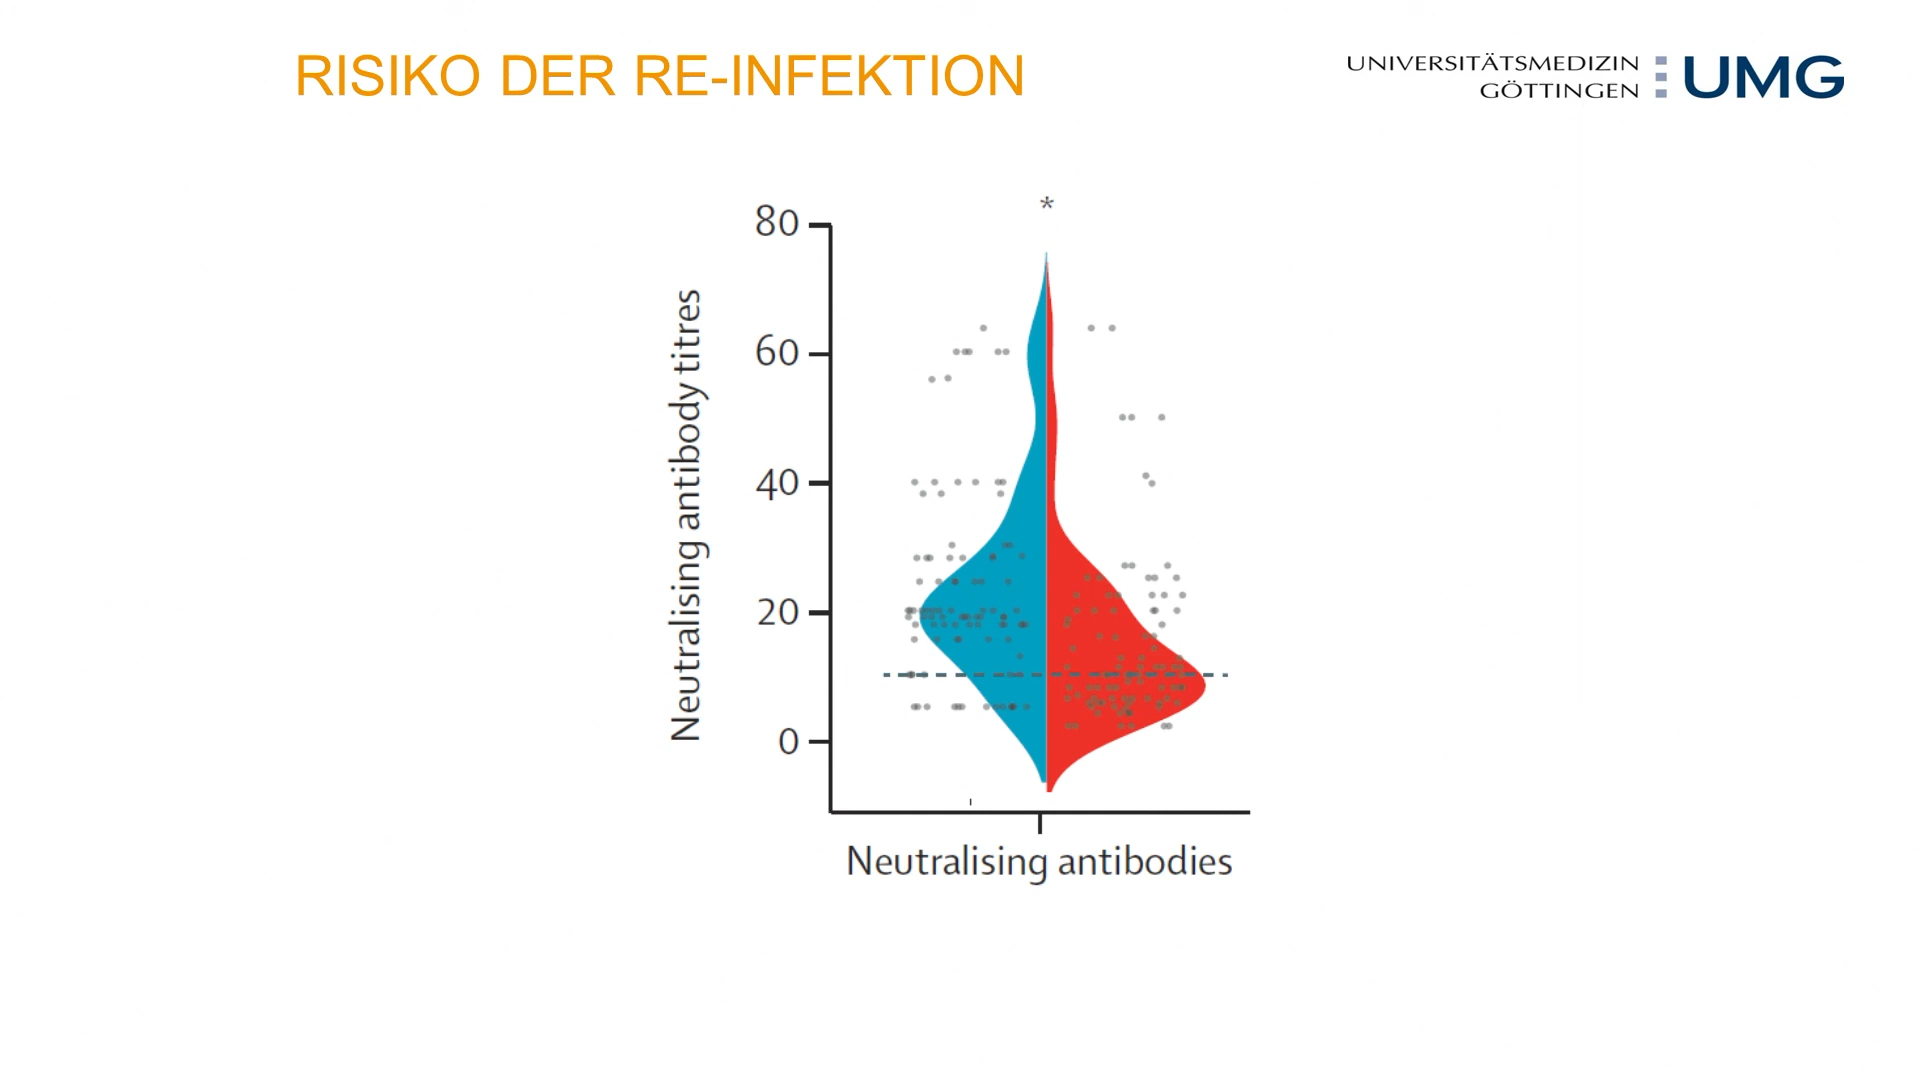 RISIKO DER RE-INFEKTION
UNIVERSITÄTSMEDIZIN
GÖTTINGEN
UMG
*
80
60
40
20
0
Neutralising antibody titres
Neutralising antibodies